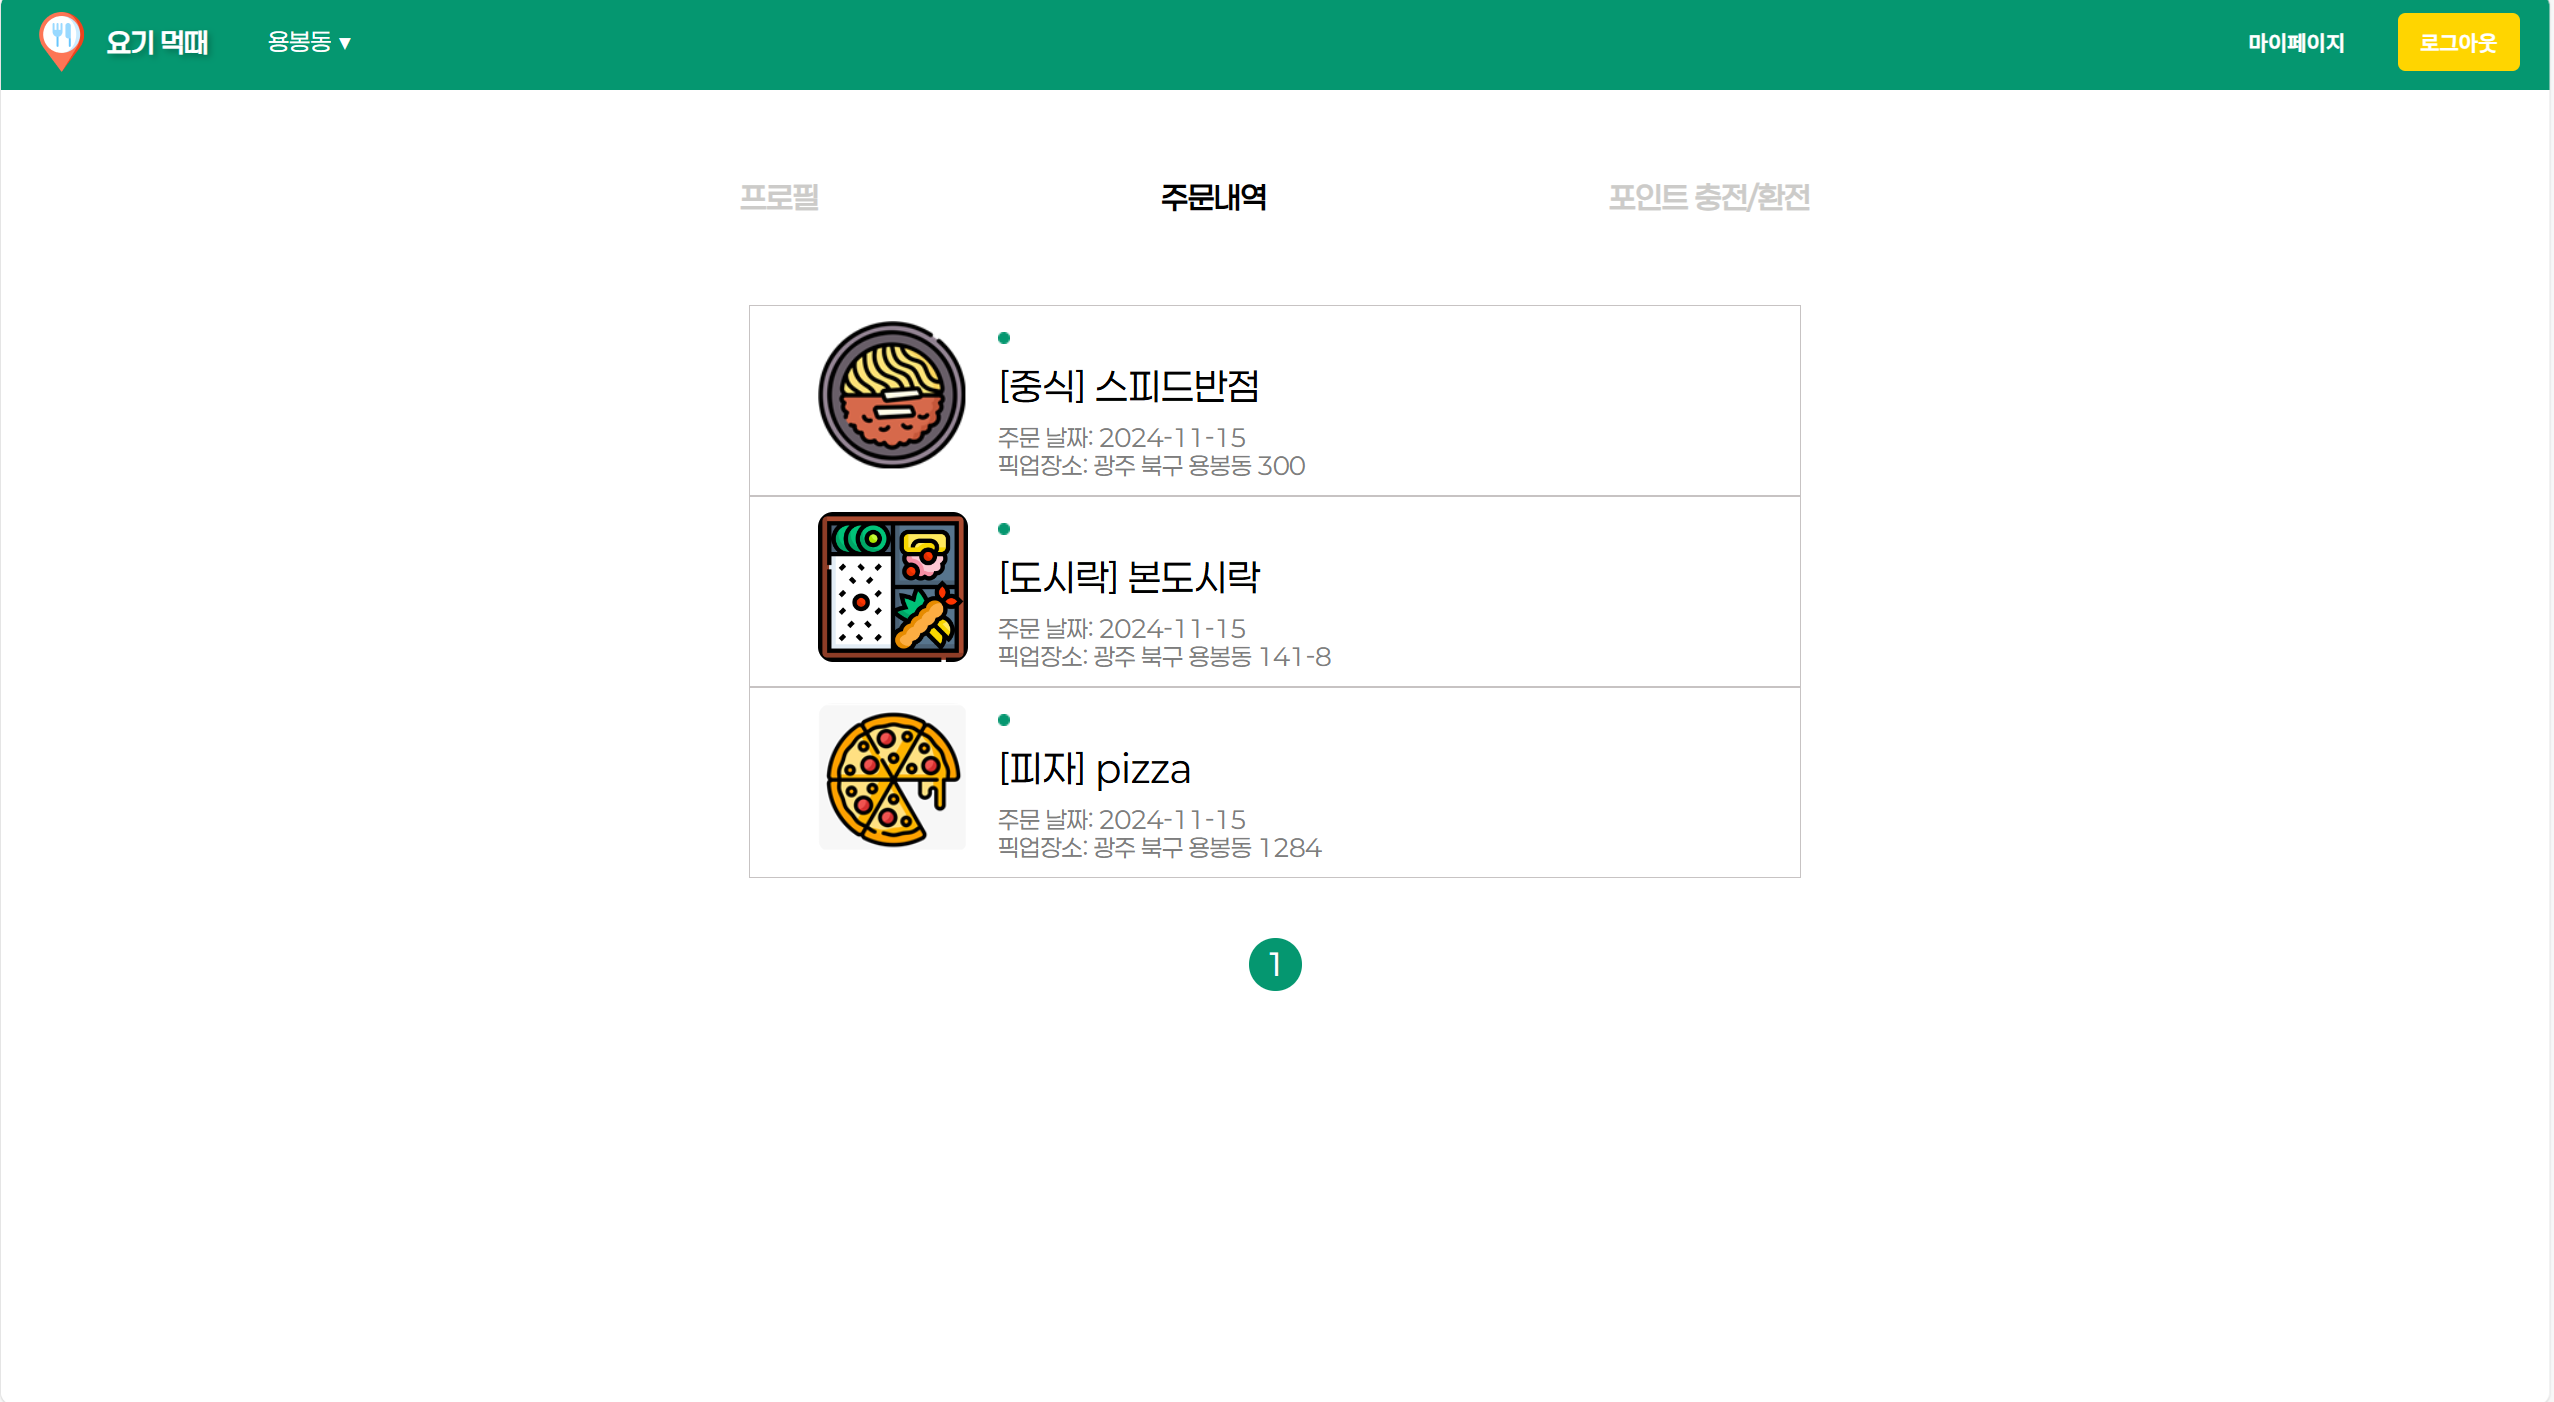 요기 먹때
용봉동 ▼
마이페이지
로그아웃
프로필
주문내역
포인트 충전/환전
[중식] 스피드반점
주문 날짜: 2024-11-15
픽업장소: 광주 북구 용봉동 300
[도시락] 본도시락
주문 날짜: 2024-11-15
픽업장소: 광주 북구 용봉동 141-8
[피자] pizza
주문 날짜: 2024-11-15
픽업장소: 광주 북구 용봉동 1284
1